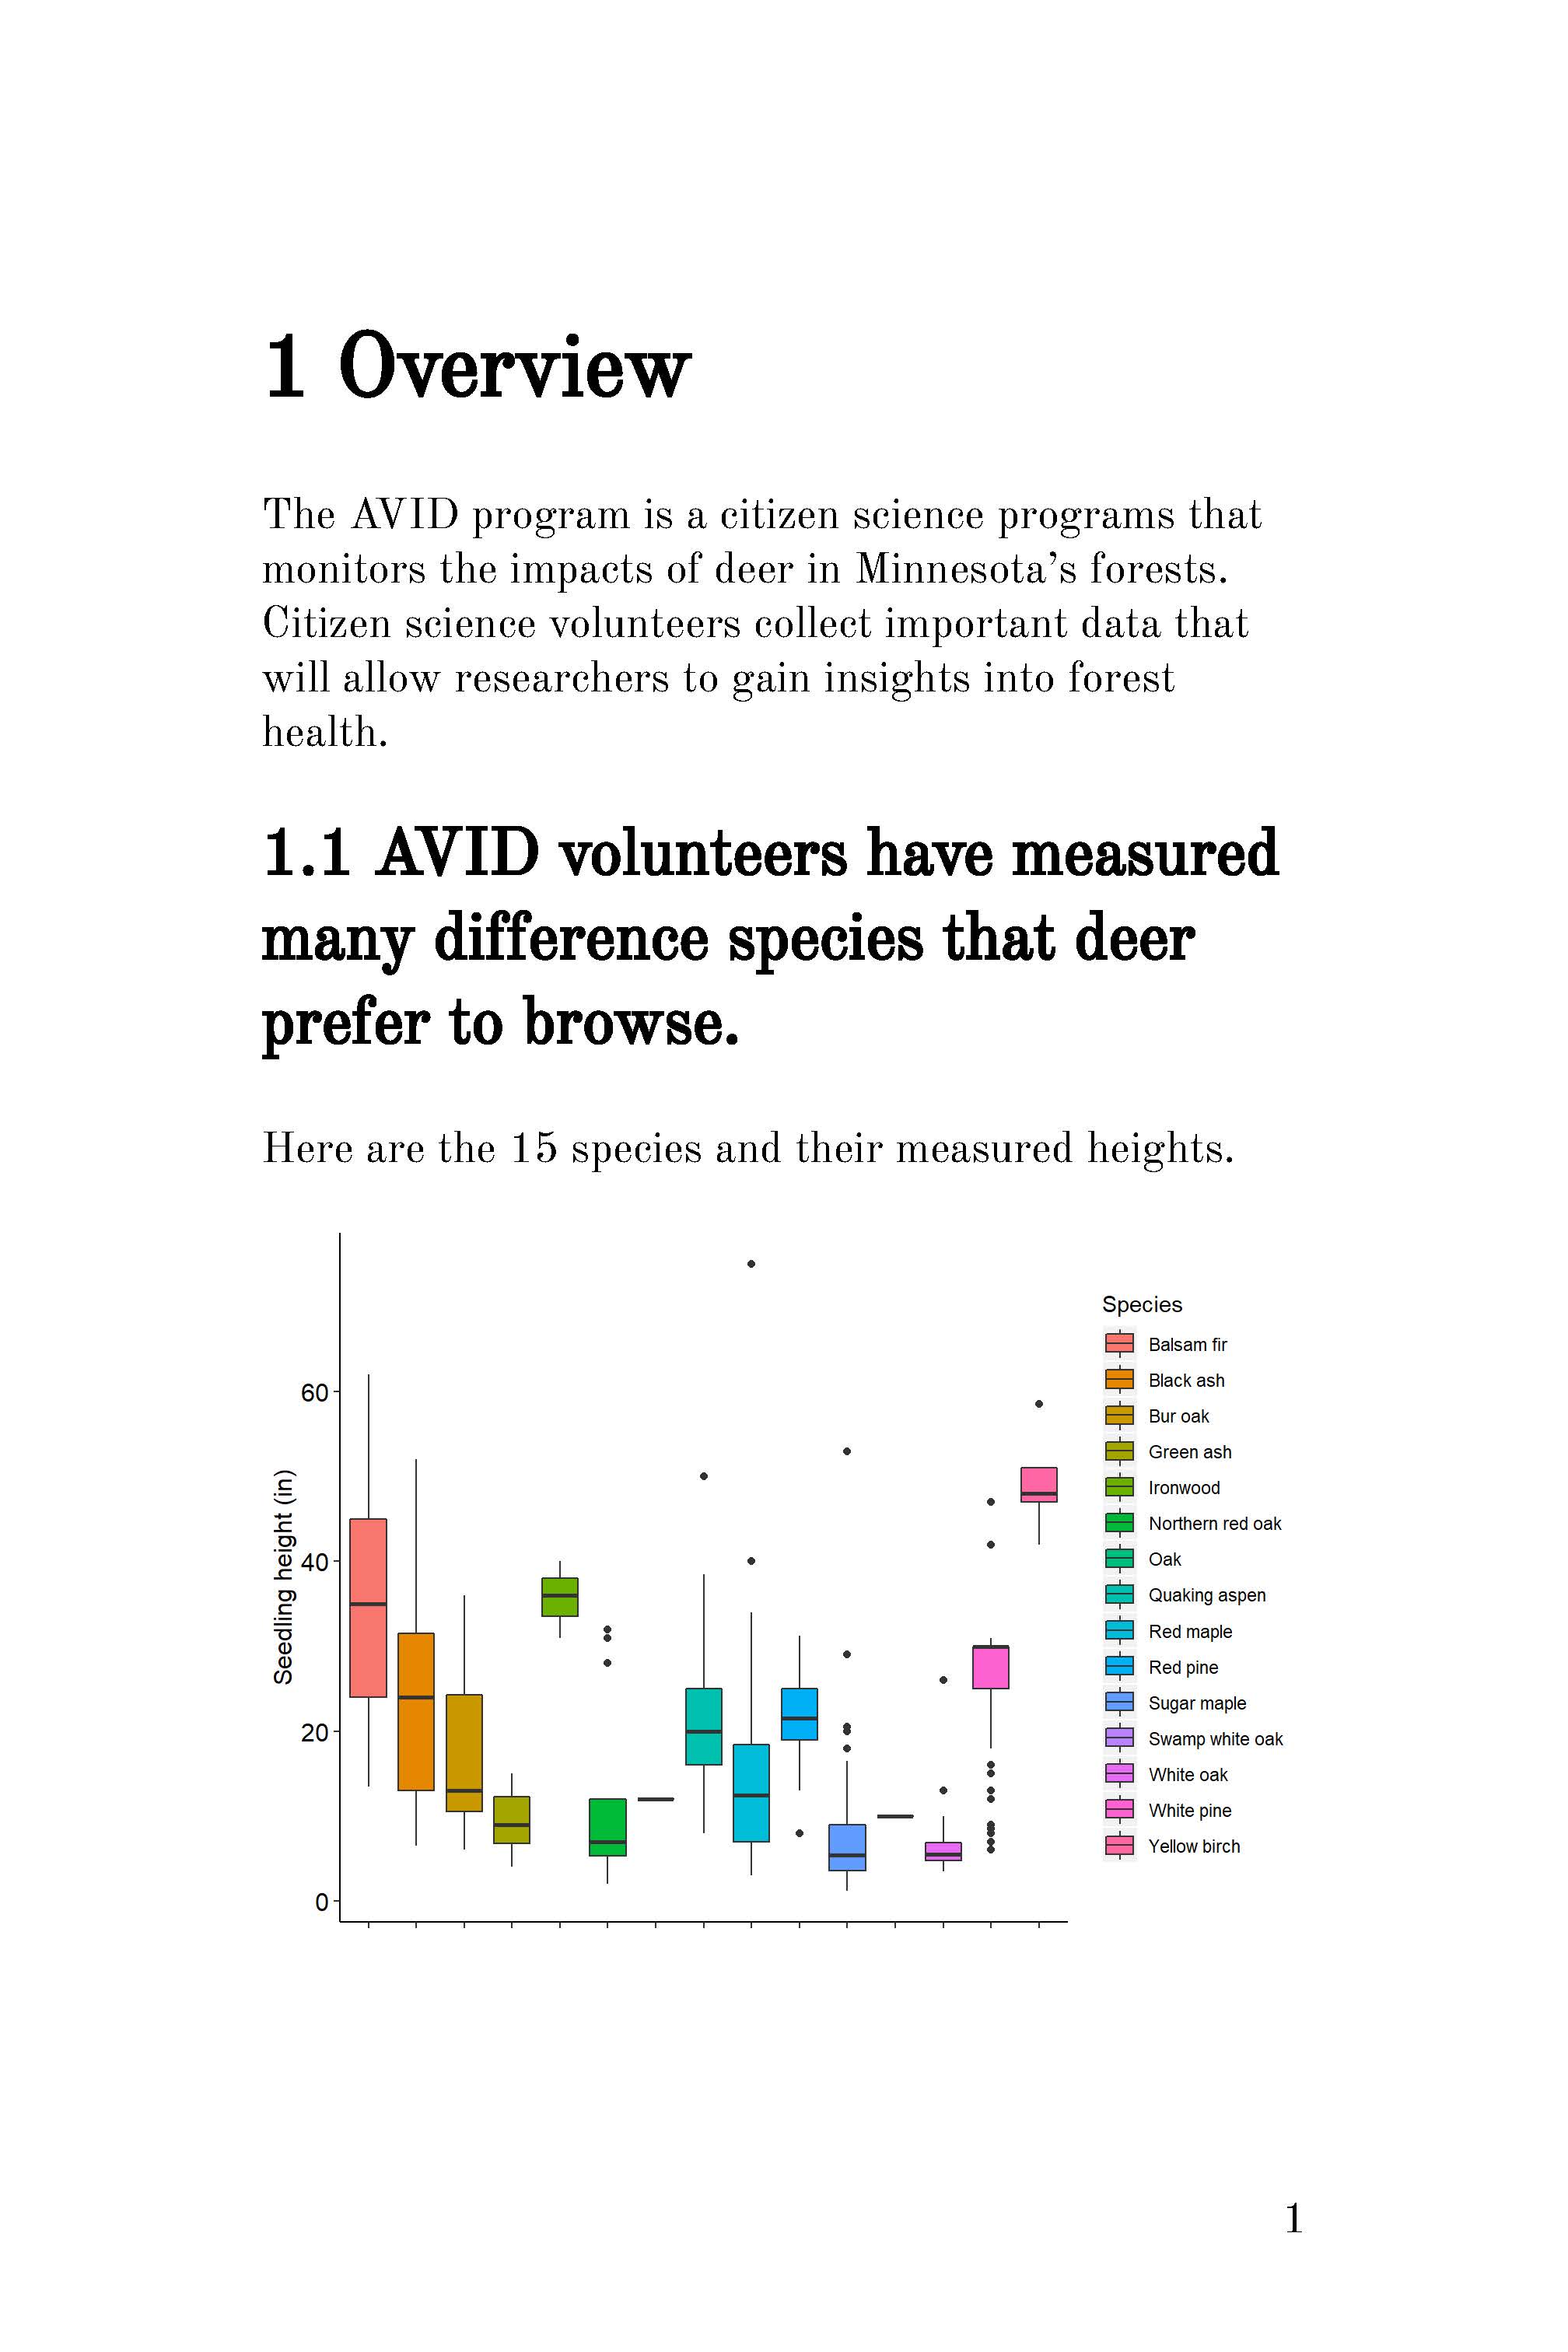 1 Overview
The AVID program is a citizen science programs that
monitors the impacts of deer in Minnesota’s forests.
Citizen science volunteers collect important data that
will allow researchers to gain insights into forest
health.
1.1 AVID volunteers have measured
many difference species that deer
prefer to browse.
Here are the 15 species and their measured heights.
Seedling height (in)
60
40
20
0
Species
Balsam fir
Black ash
Bur oak
Green ash
Ironwood
Northern red oak
Oak
Quaking aspen
Red maple
Red pine
Sugar maple
Swamp white oak
White oak
White pine
Yellow birch
1